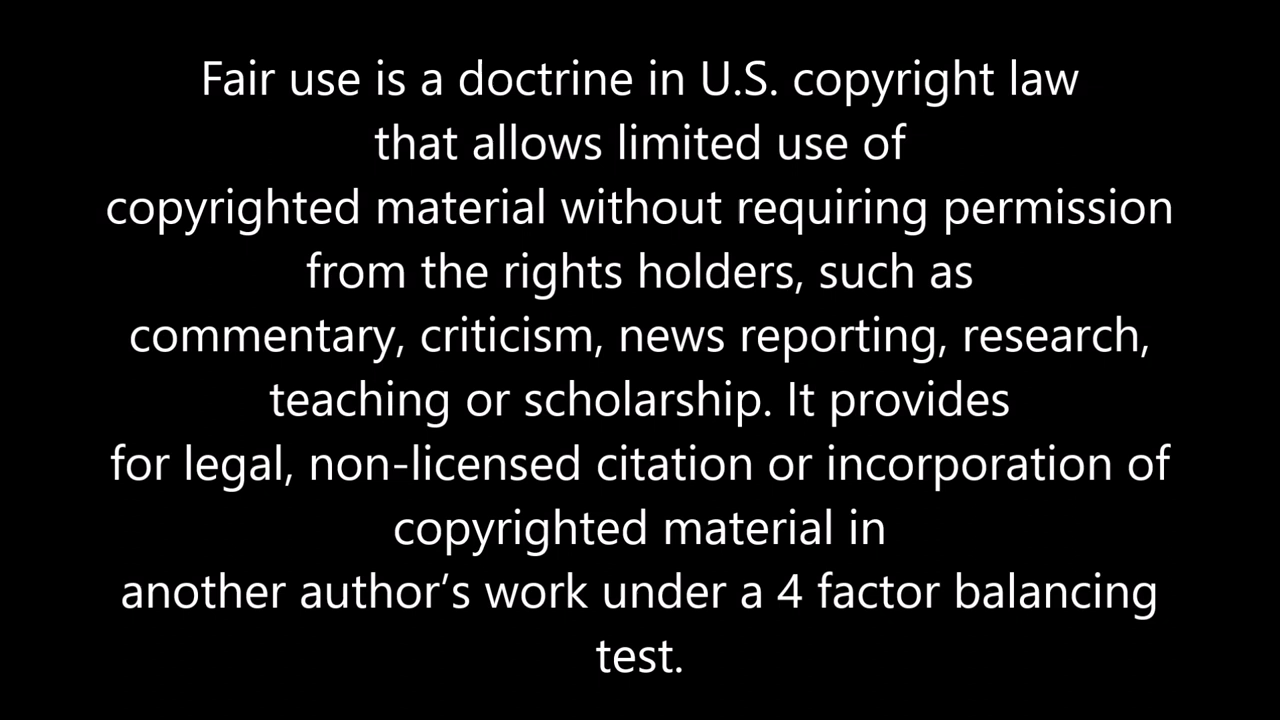 Fair use is a doctrine in U.S. copyright law
that allows limited use of
copyrighted material without requiring permission
from the rights holders, such as
commentary, criticism, news reporting, research,
teaching or scholarship. It provides
for legal, non-licensed citation or incorporation of
copyrighted material in
another author’s work under a 4 factor balancing
test.